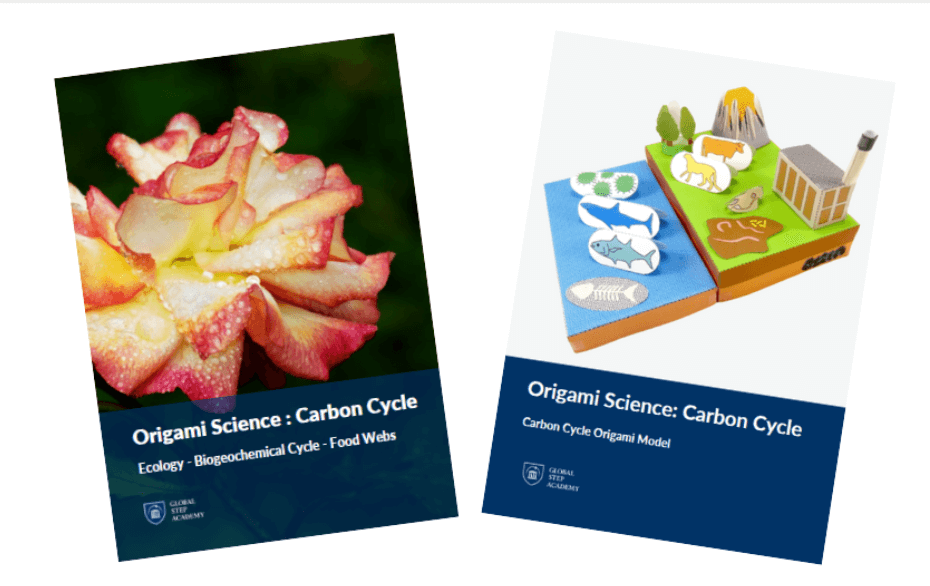 Origami Science : Carbon Cycle
Ecology - Biogeochemical Cycle - Food Webs
GLOBAL
STEP
ACADEMY
Origami Science: Carbon Cycle
Carbon Cycle Origami Model
GLOBAL
STEP
ACADEMY